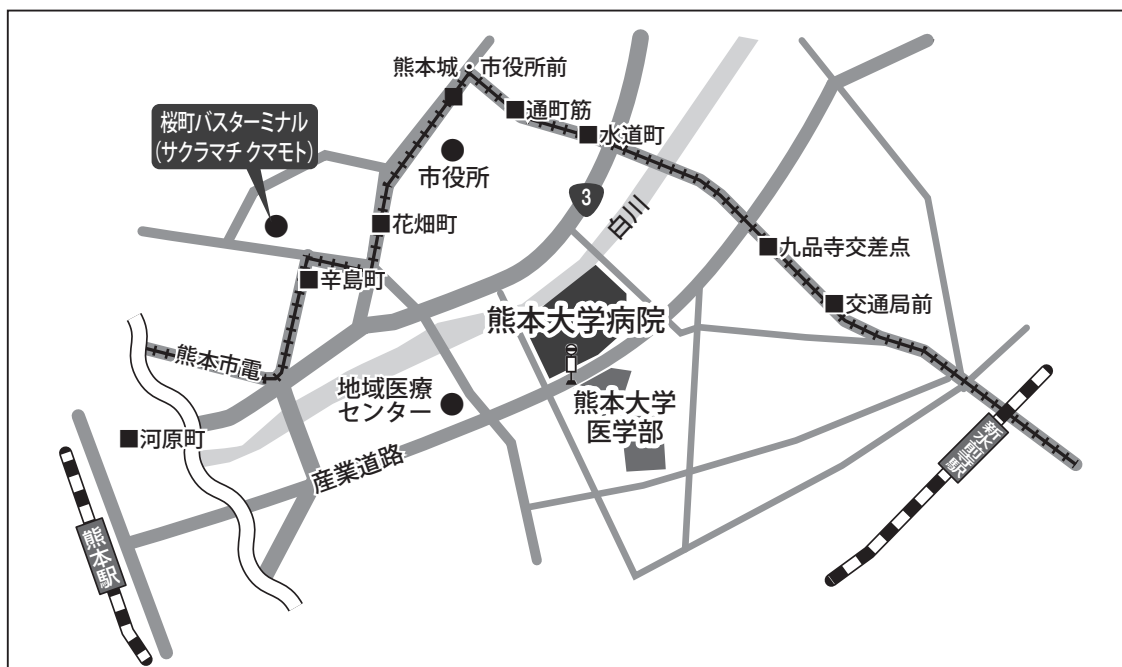 熊本城・市役所前
通町筋
水道町
桜町バスターミナル
(サクラマチ クマモト)
市役所
3
白川
花畑町
九品寺交差点
辛島町
交通局前
熊本大学病院
熊本市電
地域医療
センター
熊本大学
医学部
河原町
産業道路
新水前寺駅
熊本駅